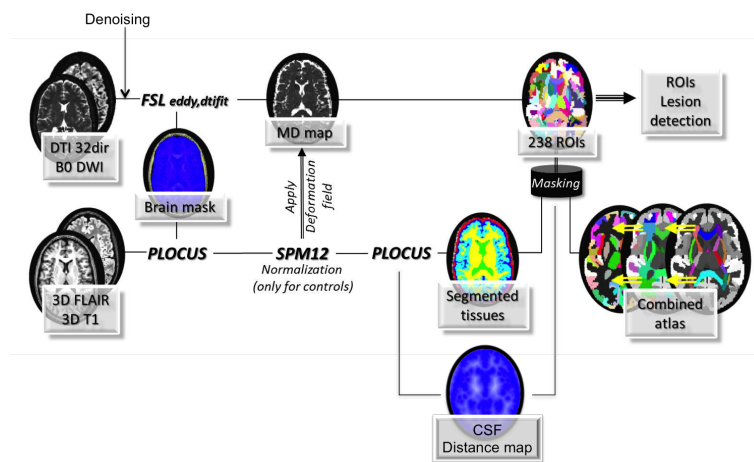 Denoising
FSL eddy,dtifit
DTI 32dir
B0 DWI
MD map
238 ROIs
ROIs
Lesion
detection
Brain mask
Apply
Deformation
field
Masking
PLOCUS
SPM12
Normalization
(only for controls)
PLOCUS
3D FLAIR
3D T1
Segmented
tissues
Combined
atlas
CSF
Distance map